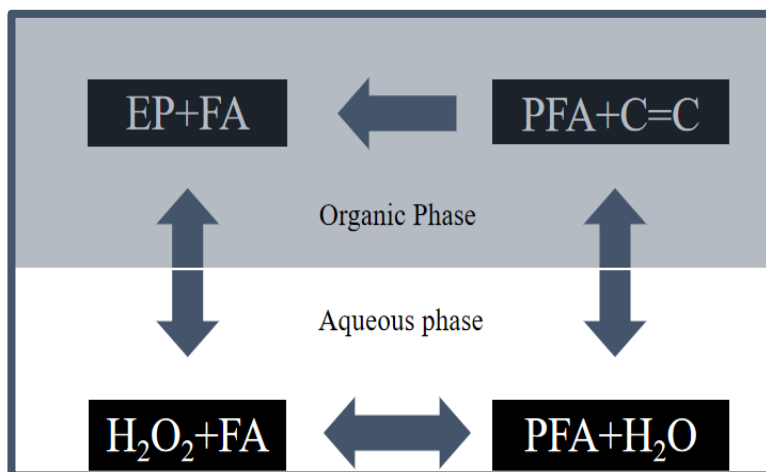 EP+FA
PFA+C=C
Organic Phase
Aqueous phase
H₂O₂+FA
PFA+H₂O